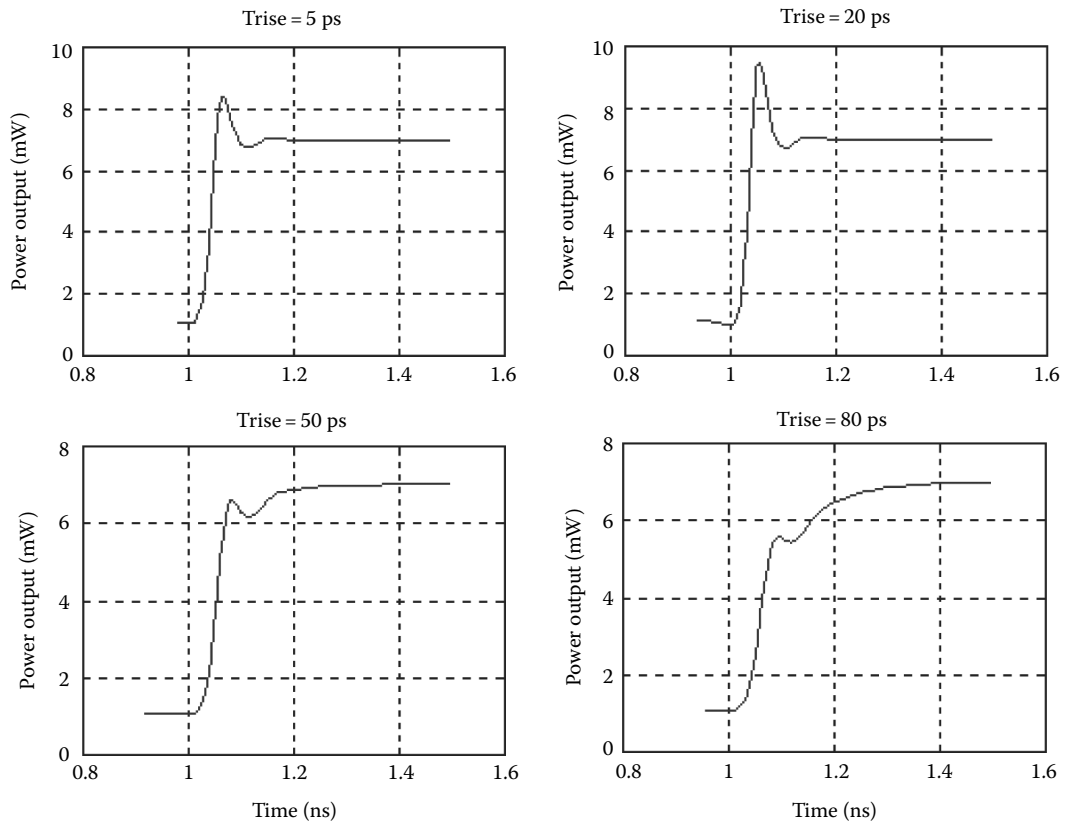 Trise = 5 ps
Power output (mW)
10
8
6
4
2
0
0.8 1 1.2 1.4 1.6
Trise = 20 ps
Power output (mW)
10
8
6
4
2
0
0.8 1 1.2 1.4 1.6
Trise = 50 ps
Power output (mW)
8
6
4
2
0
0.8 1 1.2 1.4 1.6
Time (ns)
Trise = 80 ps
Power output (mW)
8
6
4
2
0
0.8 1 1.2 1.4 1.6
Time (ns)